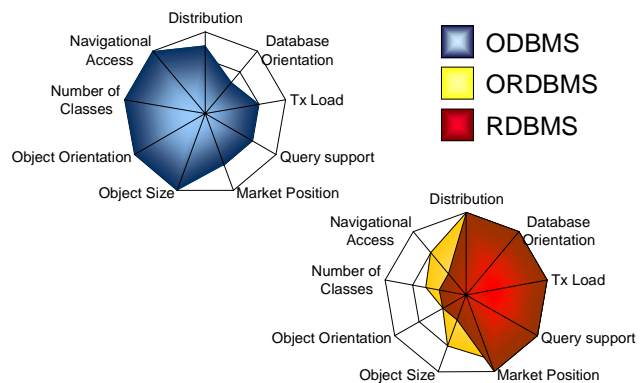 Distribution
Navigational
Access
Database
Orientation
Number of
Classes
Tx Load
Object Orientation
Query support
Object Size
Market Position
ODBMS
ORDBMS
RDBMS
Distribution
Navigational
Access
Database
Orientation
Number of
Classes
Tx Load
Object Orientation
Query support
Object Size
Market Position